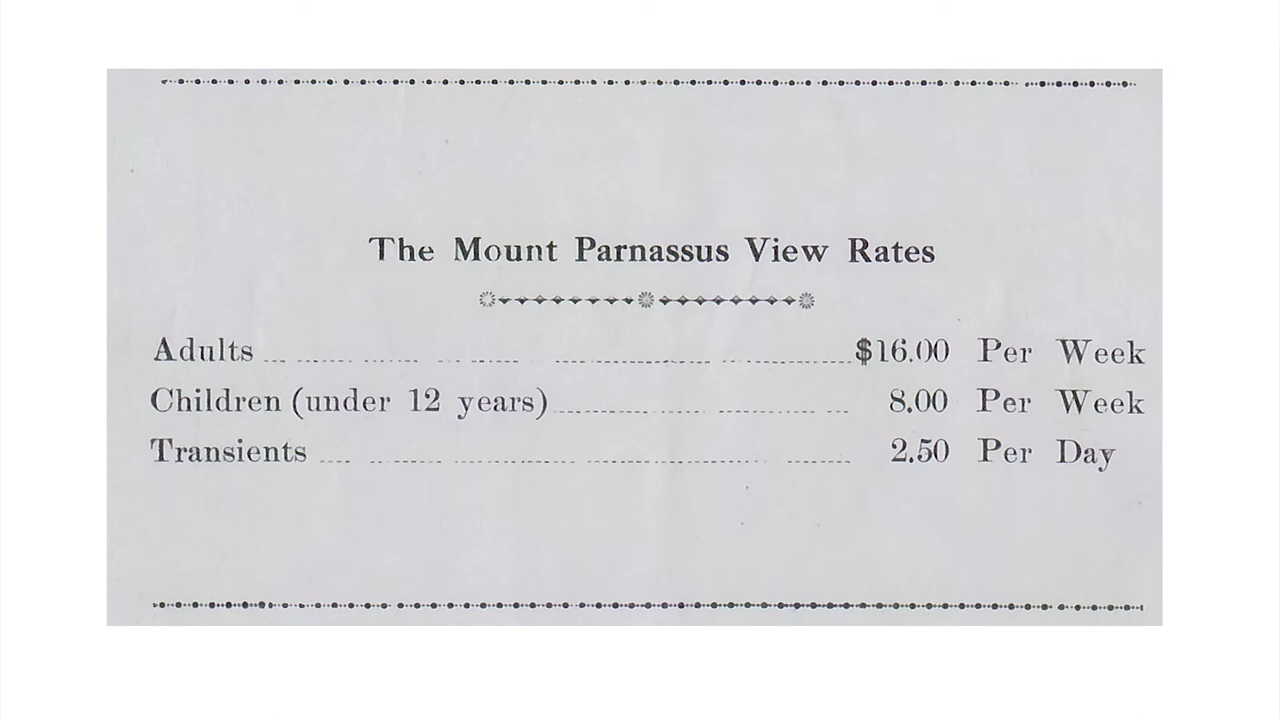 The Mount Parnassus View Rates
Adults ........ $16.00 Per Week
Children (under 12 years) ........ 8.00 Per Week
Transients ........ 2.50 Per Day